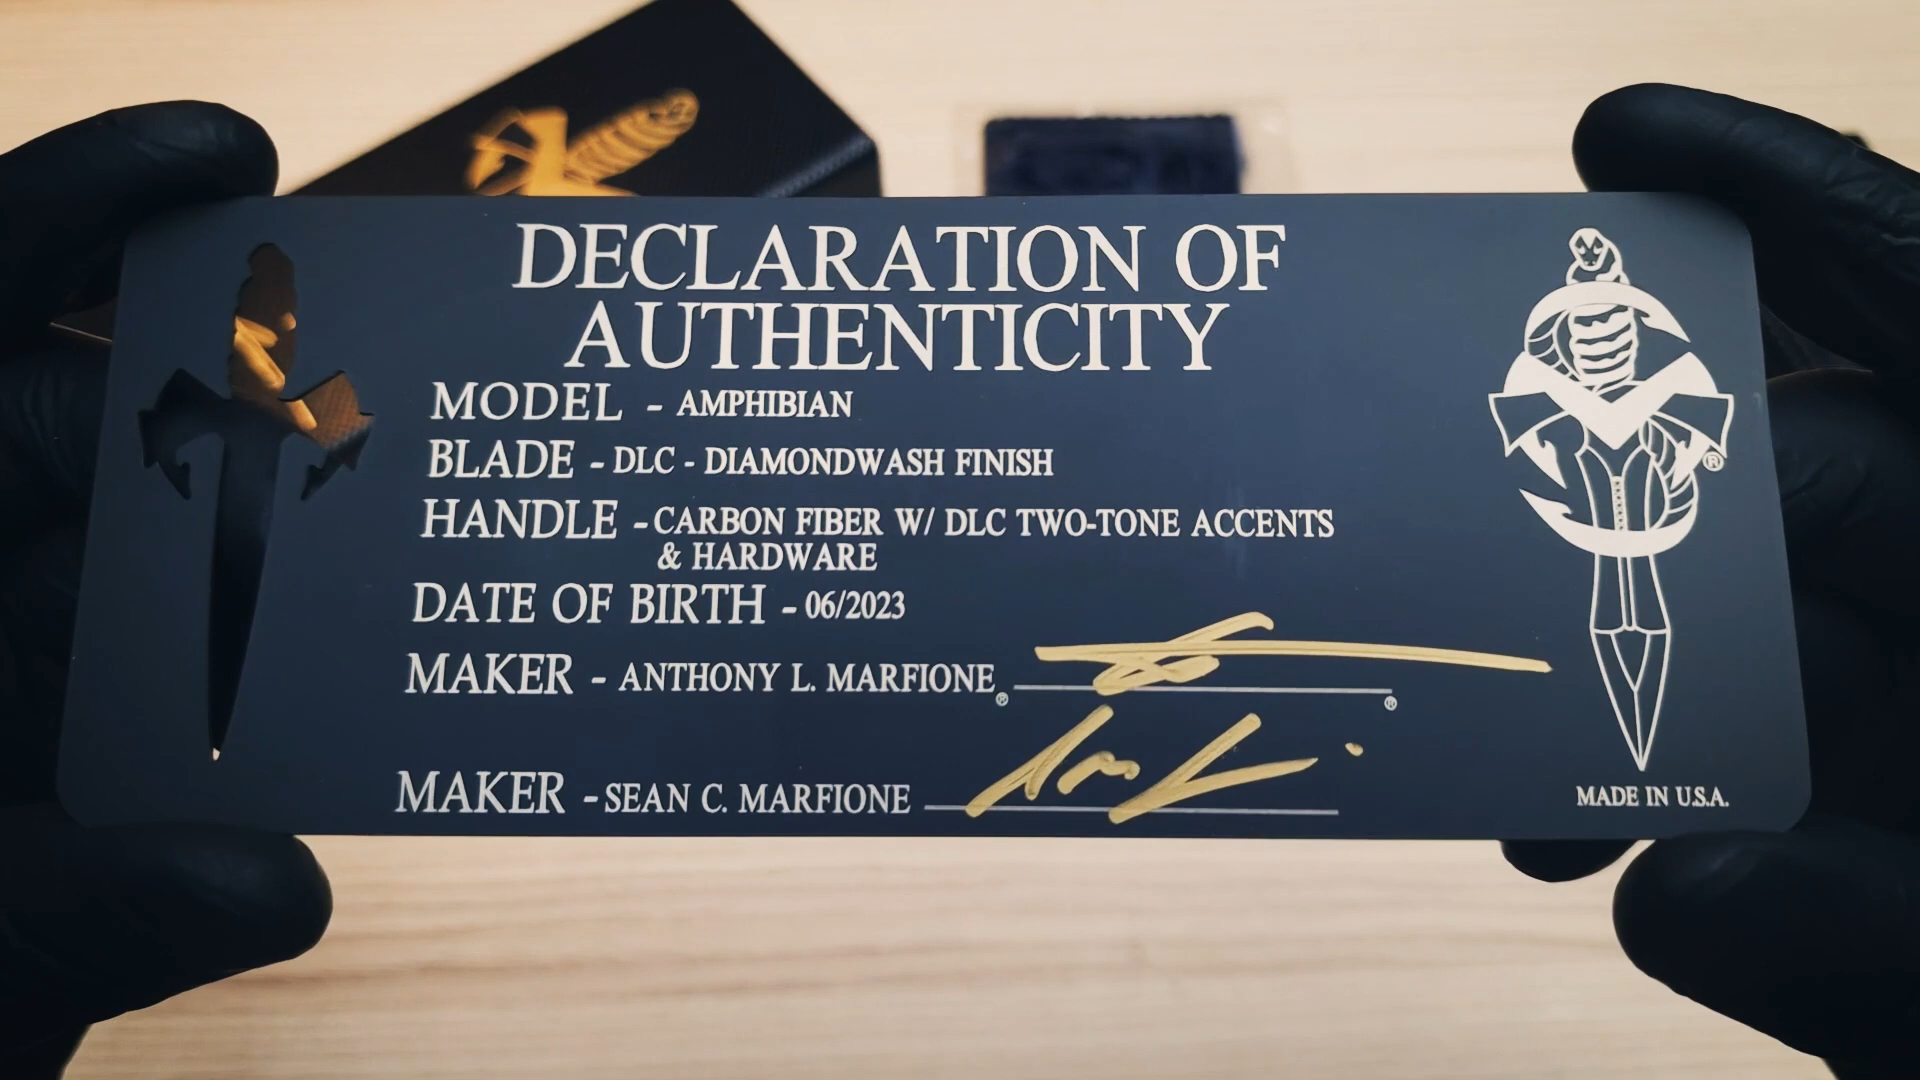 DECLARATION OF
AUTHENTICITY
MODEL - AMPHIBIAN
BLADE - DLC - DIAMONDWASH FINISH
HANDLE - CARBON FIBER W/ DLC TWO-TONE ACCENTS
& HARDWARE
DATE OF BIRTH - 06/2023
MAKER - ANTHONY L. MARFIONE® ®
MAKER - SEAN C. MARFIONE
®
MADE IN U.S.A.